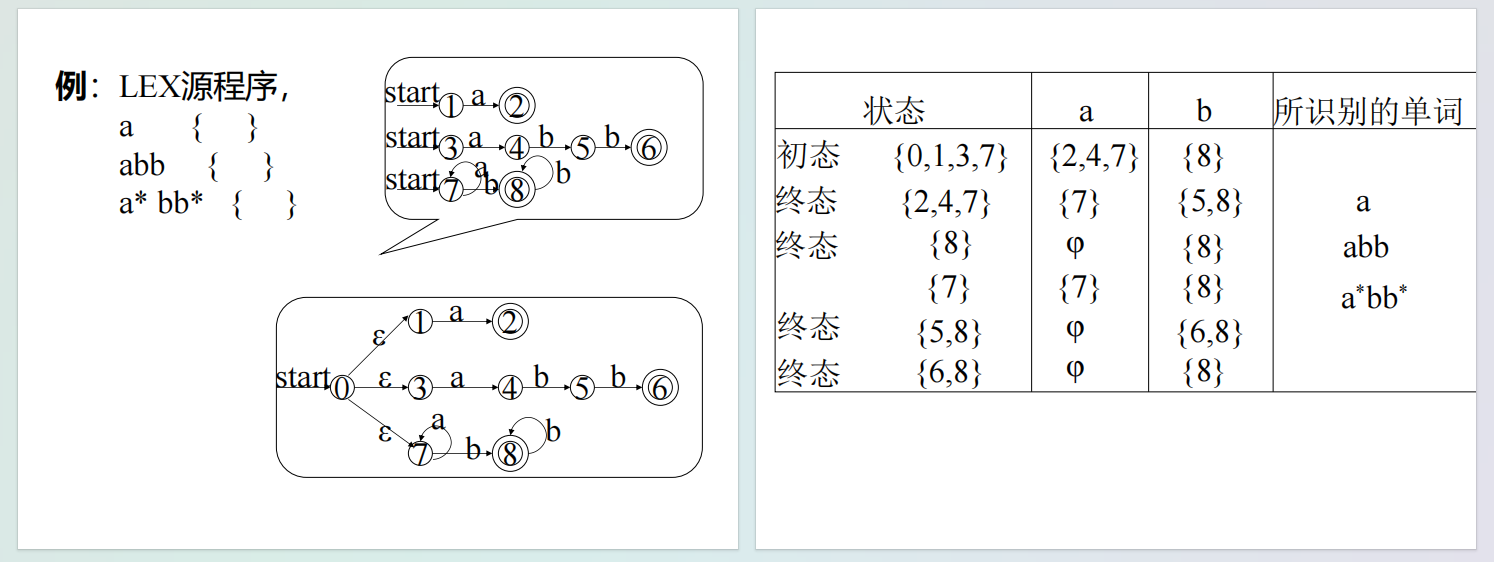 例：LEX源程序，
a { }
abb { }
a* bb* { }
start 1 a 2
start 3 a 4 b 5 b 6
start 7 a b 8 b
ε 1 a 2
start 0 ε 3 a 4 b 5 b 6
ε 7 a b 8 b
状态 a b 所识别的单词
初态 {0,1,3,7} {2,4,7} {8}
终态 {2,4,7} {7} {5,8} a
终态 {8} φ {8} abb
{7} {7} {8} a*bb*
终态 {5,8} φ {6,8}
终态 {6,8} φ {8}